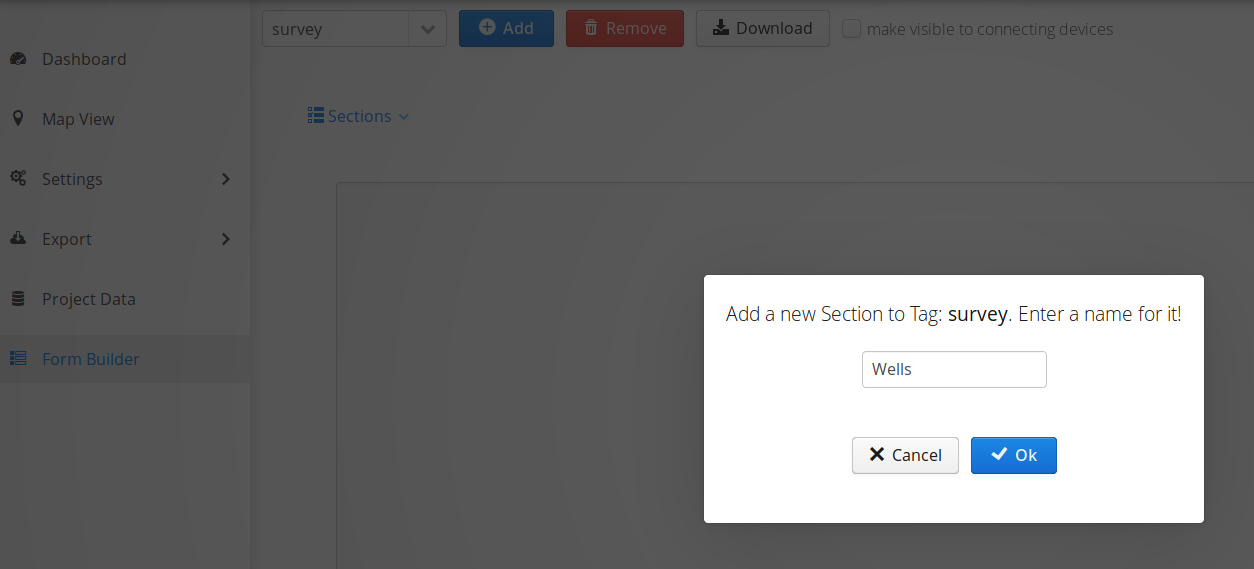 survey
Add
Remove
Download
make visible to connecting devices
Dashboard
Map View
Settings
Export
Project Data
Form Builder
Sections
Add a new Section to Tag: survey. Enter a name for it!
Wells
Cancel
Ok